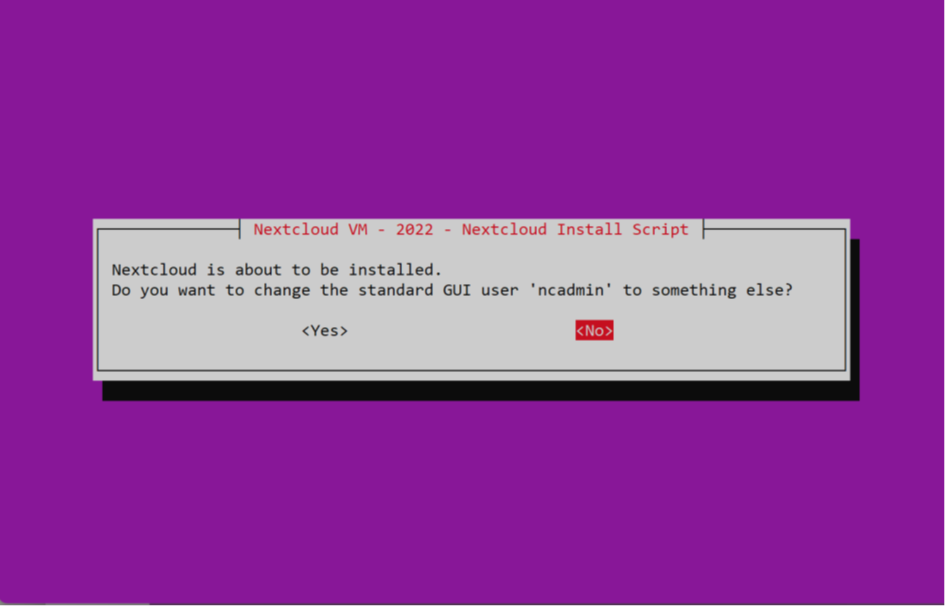 Nextcloud VM - 2022 - Nextcloud Install Script
Nextcloud is about to be installed.
Do you want to change the standard GUI user 'ncadmin' to something else?
<Yes> <No>